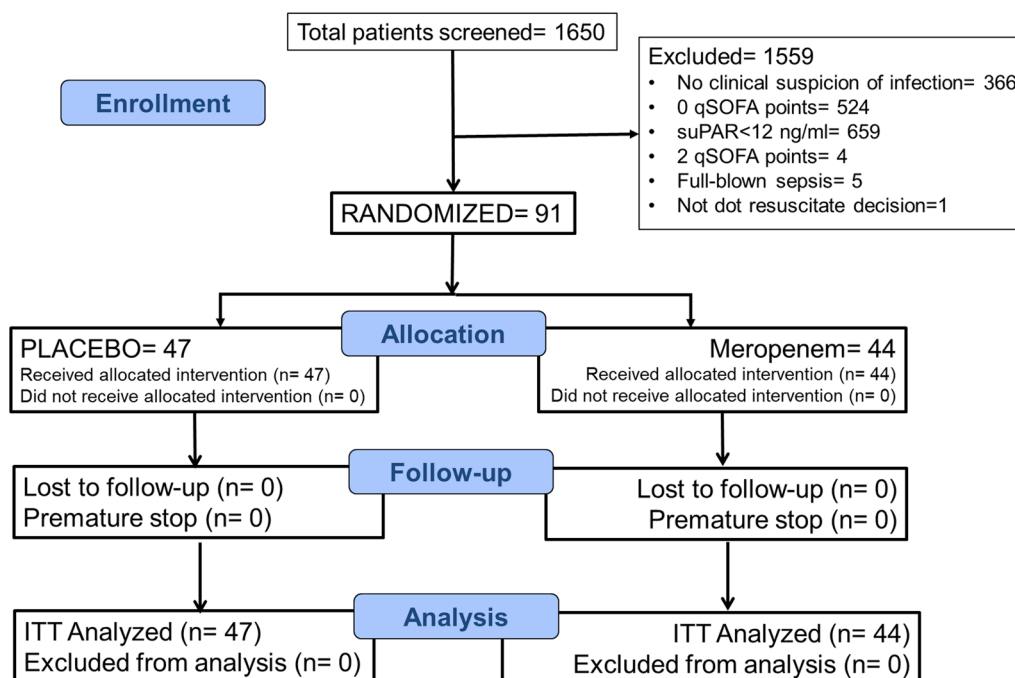 Total patients screened= 1650
Enrollment
Excluded= 1559
• No clinical suspicion of infection= 366
• 0 qSOFA points= 524
• suPAR<12 ng/ml= 659
• 2 qSOFA points= 4
• Full-blown sepsis= 5
• Not dot resuscitate decision=1
RANDOMIZED= 91
Allocation
PLACEBO= 47
Received allocated intervention (n= 47)
Did not receive allocated intervention (n= 0)
Meropenem= 44
Received allocated intervention (n= 44)
Did not receive allocated intervention (n= 0)
Follow-up
Lost to follow-up (n= 0)
Premature stop (n= 0)
Lost to follow-up (n= 0)
Premature stop (n= 0)
Analysis
ITT Analyzed (n= 47)
Excluded from analysis (n= 0)
ITT Analyzed (n= 44)
Excluded from analysis (n= 0)